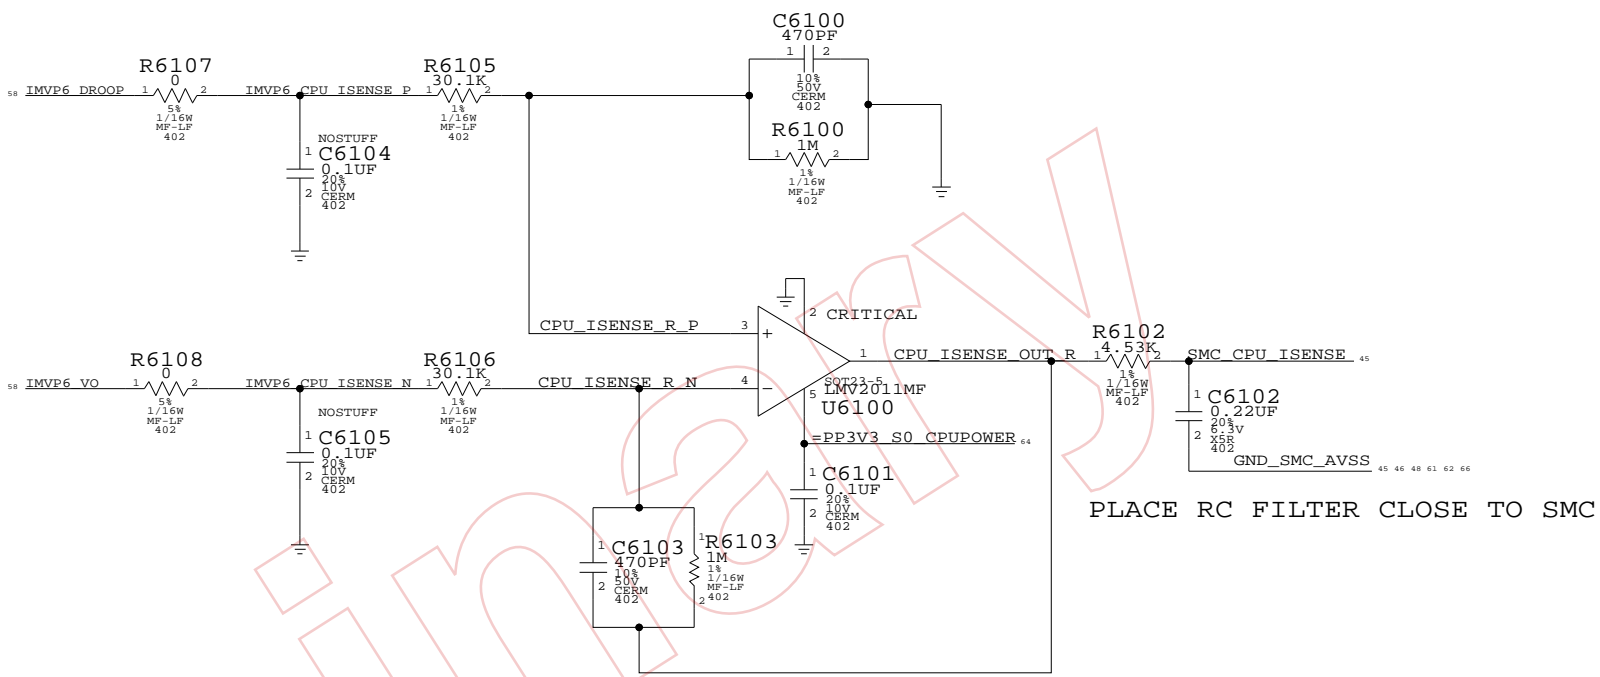 C6100
470PF
1 2
10%
50V
CERM
402
R6107
0
58 IMVP6_DROOP 1 2
5%
1/16W
MF-LF
402
IMVP6_CPU_ISENSE_P
R6105
30.1K
1 2
1%
1/16W
MF-LF
402
R6100
1M
1 2
1%
1/16W
MF-LF
402
NOSTUFF
1 C6104
0.1UF
20%
2 10V
CERM
402
CPU_ISENSE_R_P 3 +
2 CRITICAL
R6108
0
58 IMVP6_VO 1 2
5%
1/16W
MF-LF
402
IMVP6_CPU_ISENSE_N
R6106
30.1K
1 2
1%
1/16W
MF-LF
402
CPU_ISENSE_R_N 4 -
1 CPU_ISENSE_OUT_R
SOT23-5
5 LMV2011MF
U6100
R6102
4.53K
1 2
1%
1/16W
MF-LF
402
SMC_CPU_ISENSE 45
1 C6102
0.22UF
20%
6.3V
2 X5R
402
GND_SMC_AVSS 45 46 48 61 62 66
NOSTUFF
1 C6105
0.1UF
20%
2 10V
CERM
402
=PP3V3_S0_CPUPOWER 64
1 C6101
0.1UF
20%
2 10V
CERM
402
PLACE RC FILTER CLOSE TO SMC
1 C6103
470PF
10%
2 50V
CERM
402
1 R6103
1M
1%
1/16W
MF-LF
2 402
inary